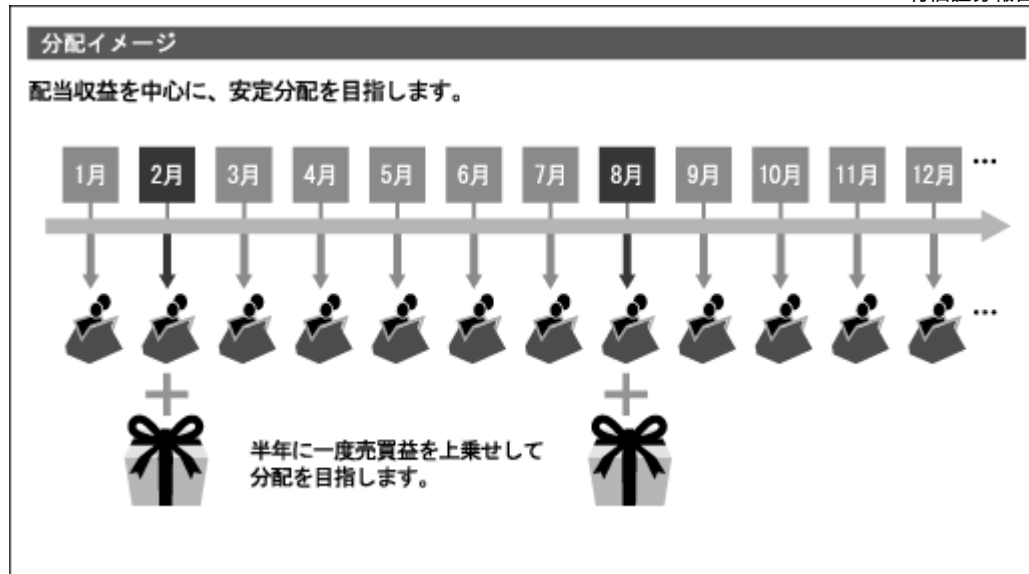 分配イメージ
配当収益を中心に、安定分配を目指します。
1月 2月 3月 4月 5月 6月 7月 8月 9月 10月 11月 12月 …
…
半年に一度売買益を上乗せして
分配を目指します。